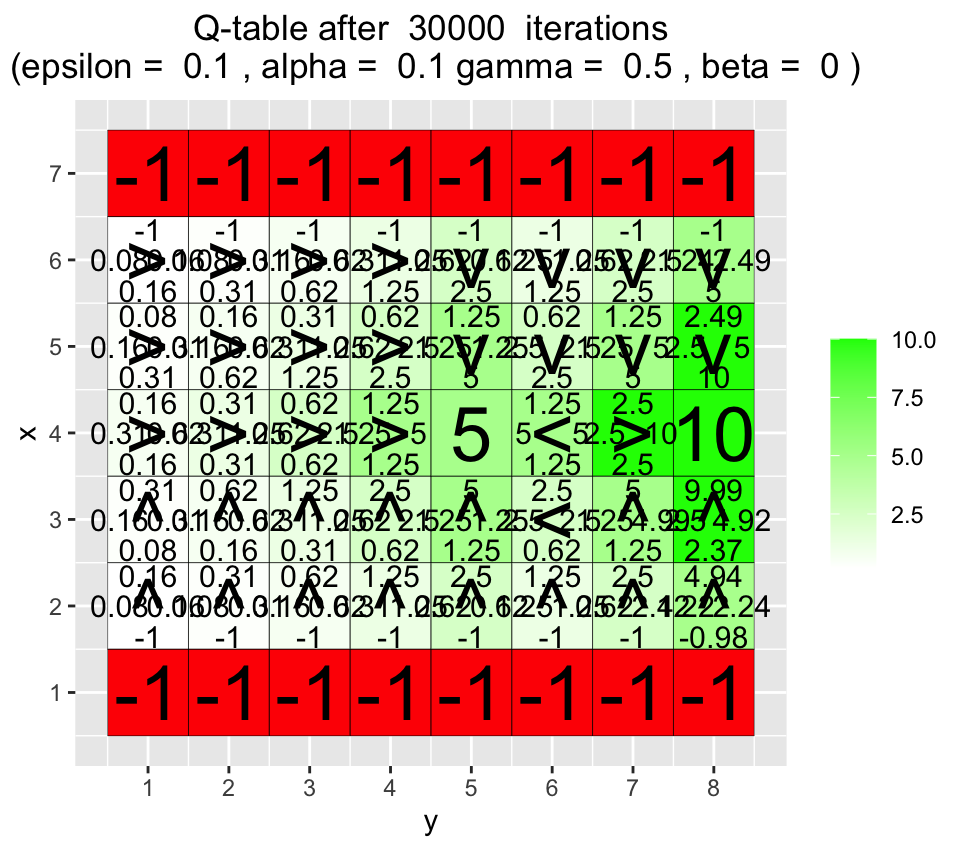 Q-table after 30000 iterations
(epsilon = 0.1 , alpha = 0.1 gamma = 0.5 , beta = 0 )
7 -1 -1 -1 -1 -1 -1 -1 -1
-1 -1 -1 -1 -1 -1 -1 -1
6 > > > > v v v v
0.16 0.31 0.62 1.25 2.5 1.25 2.5 5
0.08 0.16 0.31 0.62 1.25 0.62 1.25 2.49
5 > > > > v v v v
0.31 0.62 1.25 2.5 5 2.5 5 10
0.16 0.31 0.62 1.25 1.25 2.5
4 > > > > 5 < > 10
0.16 0.31 0.62 1.25 1.25 2.5
0.31 0.62 1.25 2.5 5 2.5 5 9.99
3 ^ ^ ^ ^ ^ < ^ ^
0.08 0.16 0.31 0.62 1.25 0.62 1.25 2.37
0.16 0.31 0.62 1.25 2.5 1.25 2.5 4.94
2 ^ ^ ^ ^ ^ ^ ^ ^
-1 -1 -1 -1 -1 -1 -1 -0.98
1 -1 -1 -1 -1 -1 -1 -1 -1
1 2 3 4 5 6 7 8
y
x
10.0
7.5
5.0
2.5